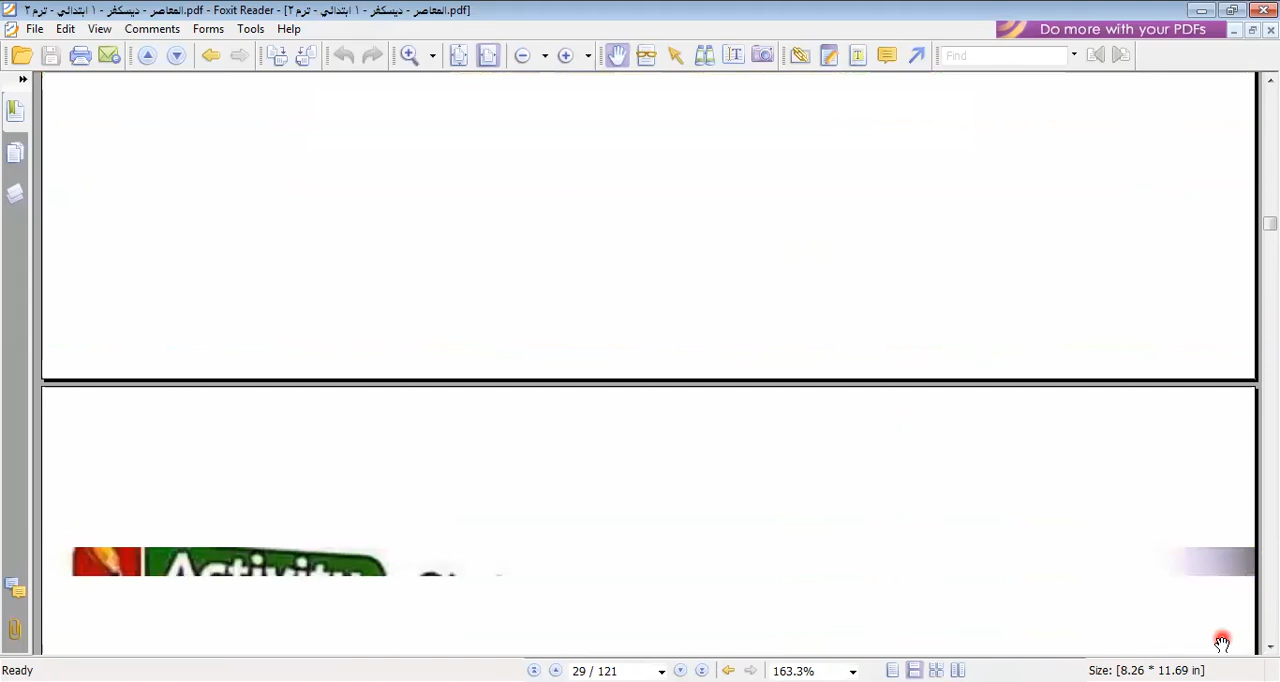 المعاصر - ديسكفر - ١ ابتدائي - ترم ٢.pdf - Foxit Reader - [المعاصر - ديسكفر - ١ ابتدائي - ترم ٢.pdf]
File Edit View Comments Forms Tools Help
Do more with your PDFs
Find
Activity
Ready
29 / 121
163.3%
Size: [8.26 * 11.69 in]